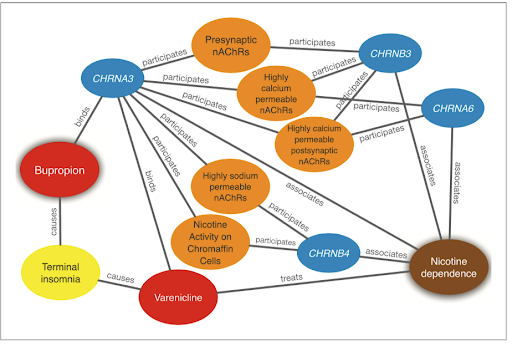 Presynaptic
nAChRs
participates
CHRNB3
participates
CHRNA3
participates
participates
Highly
calcium
permeable
nAChRs
participates
participates
CHRNA6
participates
participates
Highly calcium
permeable
postsynaptic
nAChRs
binds
participates
participates
Bupropion
binds
Highly sodium
permeable
nAChRs
associates
associates
associates
participates
causes
Nicotine
Activity on
Chromaffin
Cells
participates
CHRNB4
associates
Nicotine
dependence
Terminal
insomnia
causes
Varenicline
treats